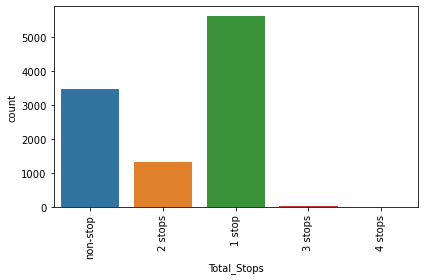 5000
4000
3000
2000
1000
0
count
non-stop
2 stops
1 stop
3 stops
4 stops
Total_Stops